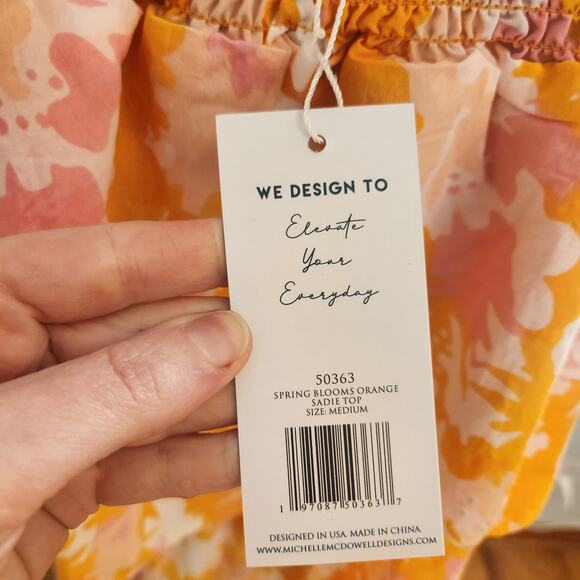 WE DESIGN TO
Elevate
Your
Everyday
50363
SPRING BLOOMS ORANGE
SADIE TOP
SIZE: MEDIUM
1 97087 50363 7
DESIGNED IN USA. MADE IN CHINA.
WWW.MICHELLEMCDOWELLDESIGNS.COM